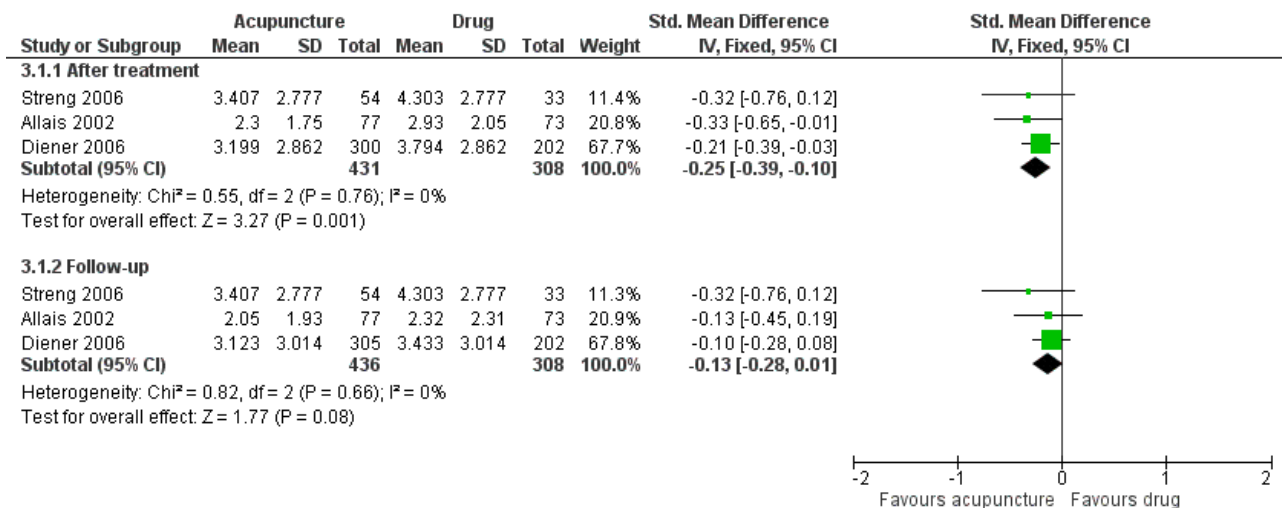 Acupuncture Drug Std. Mean Difference Std. Mean Difference
Study or Subgroup Mean SD Total Mean SD Total Weight IV, Fixed, 95% CI IV, Fixed, 95% CI
3.1.1 After treatment
Streng 2006 3.407 2.777 54 4.303 2.777 33 11.4% -0.32 [-0.76, 0.12]
Allais 2002 2.3 1.75 77 2.93 2.05 73 20.8% -0.33 [-0.65, -0.01]
Diener 2006 3.199 2.862 300 3.794 2.862 202 67.7% -0.21 [-0.39, -0.03]
Subtotal (95% CI) 431 308 100.0% -0.25 [-0.39, -0.10]
Heterogeneity: Chi² = 0.55, df = 2 (P = 0.76); I² = 0%
Test for overall effect: Z = 3.27 (P = 0.001)
3.1.2 Follow-up
Streng 2006 3.407 2.777 54 4.303 2.777 33 11.3% -0.32 [-0.76, 0.12]
Allais 2002 2.05 1.93 77 2.32 2.31 73 20.9% -0.13 [-0.45, 0.19]
Diener 2006 3.123 3.014 305 3.433 3.014 202 67.8% -0.10 [-0.28, 0.08]
Subtotal (95% CI) 436 308 100.0% -0.13 [-0.28, 0.01]
Heterogeneity: Chi² = 0.82, df = 2 (P = 0.66); I² = 0%
Test for overall effect: Z = 1.77 (P = 0.08)
-2 -1 0 1 2
Favours acupuncture Favours drug